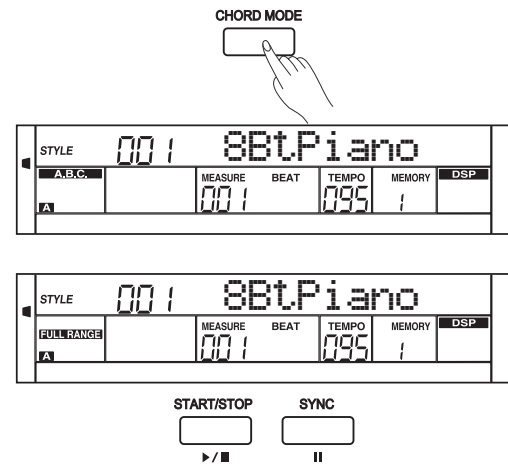 CHORD MODE
STYLE 001 8BtPiano
A.B.C. MEASURE BEAT TEMPO MEMORY DSP
A 001 095 1
STYLE 001 8BtPiano
FULL RANGE MEASURE BEAT TEMPO MEMORY DSP
A 001 095 1
START/STOP SYNC